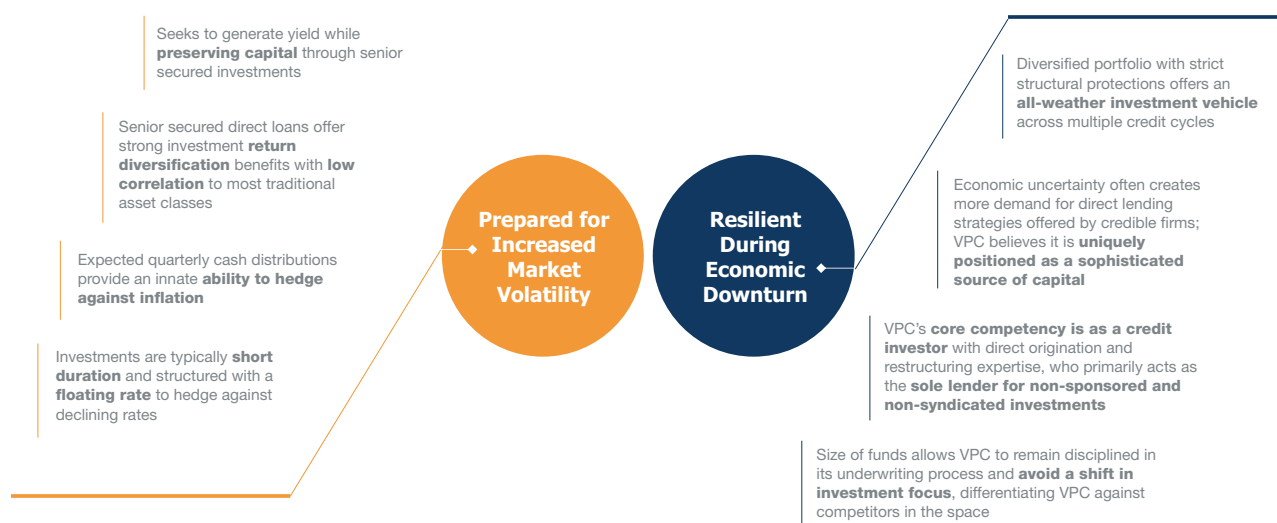 Seeks to generate yield while
preserving capital through senior
secured investments
Senior secured direct loans offer
strong investment return
diversification benefits with low
correlation to most traditional
asset classes
Expected quarterly cash distributions
provide an innate ability to hedge
against inflation
Investments are typically short
duration and structured with a
floating rate to hedge against
declining rates
Prepared for
Increased
Market
Volatility
Resilient
During
Economic
Downturn
Diversified portfolio with strict
structural protections offers an
all-weather investment vehicle
across multiple credit cycles
Economic uncertainty often creates
more demand for direct lending
strategies offered by credible firms;
VPC believes it is uniquely
positioned as a sophisticated
source of capital
VPC’s core competency is as a credit
investor with direct origination and
restructuring expertise, who primarily acts as
the sole lender for non-sponsored and
non-syndicated investments
Size of funds allows VPC to remain disciplined in
its underwriting process and avoid a shift in
investment focus, differentiating VPC against
competitors in the space